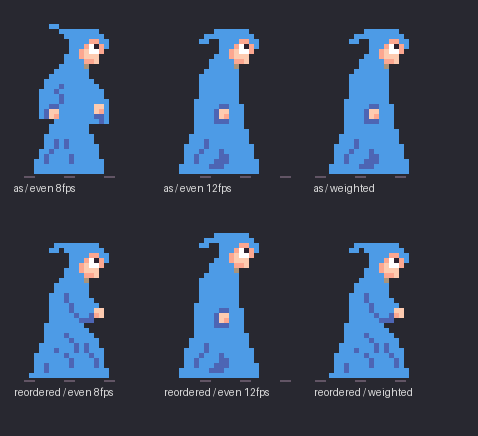 as/even 8fps
as/even 12fps
as/weighted
reordered/even 8fps
reordered/even 12fps
reordered/weighted